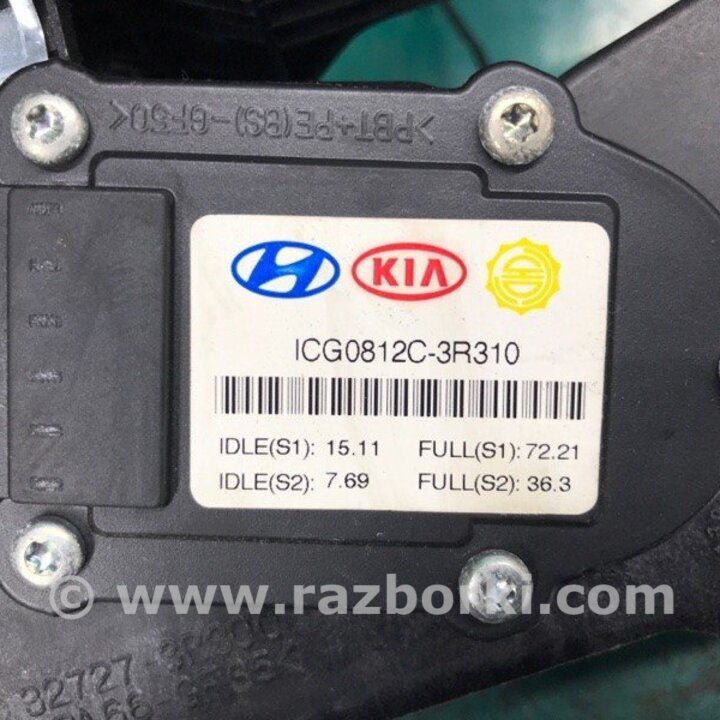 >PBT+PE(BS)-GF50<
KIA
ICG0812C-3R310
IDLE(S1): 15.11 FULL(S1): 72.21
IDLE(S2): 7.69 FULL(S2): 36.3
© www.razborki.com